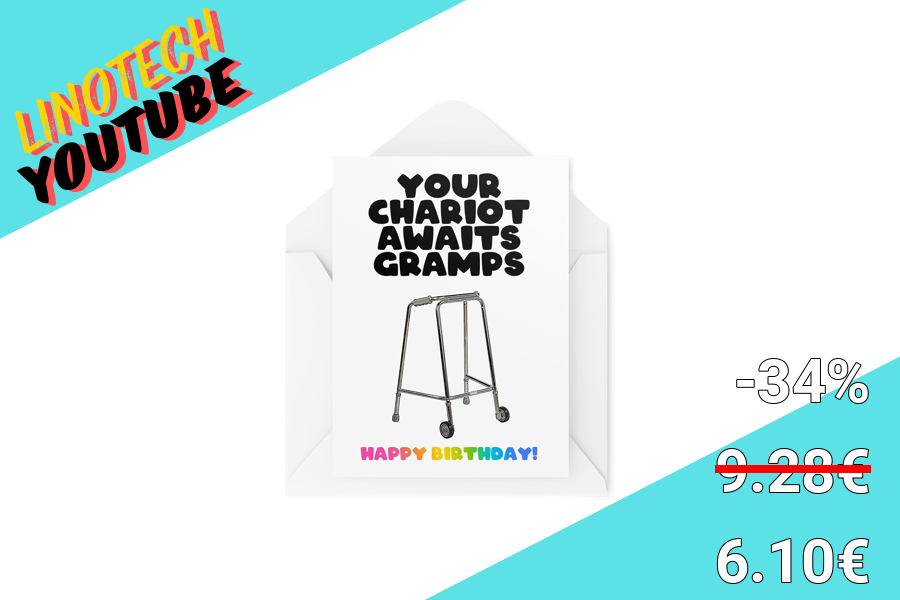 LINOTECH
YOUTUBE
YOUR
CHARIOT
AWAITS
GRAMPS
HAPPY BIRTHDAY!
-34%
9.28€
6.10€